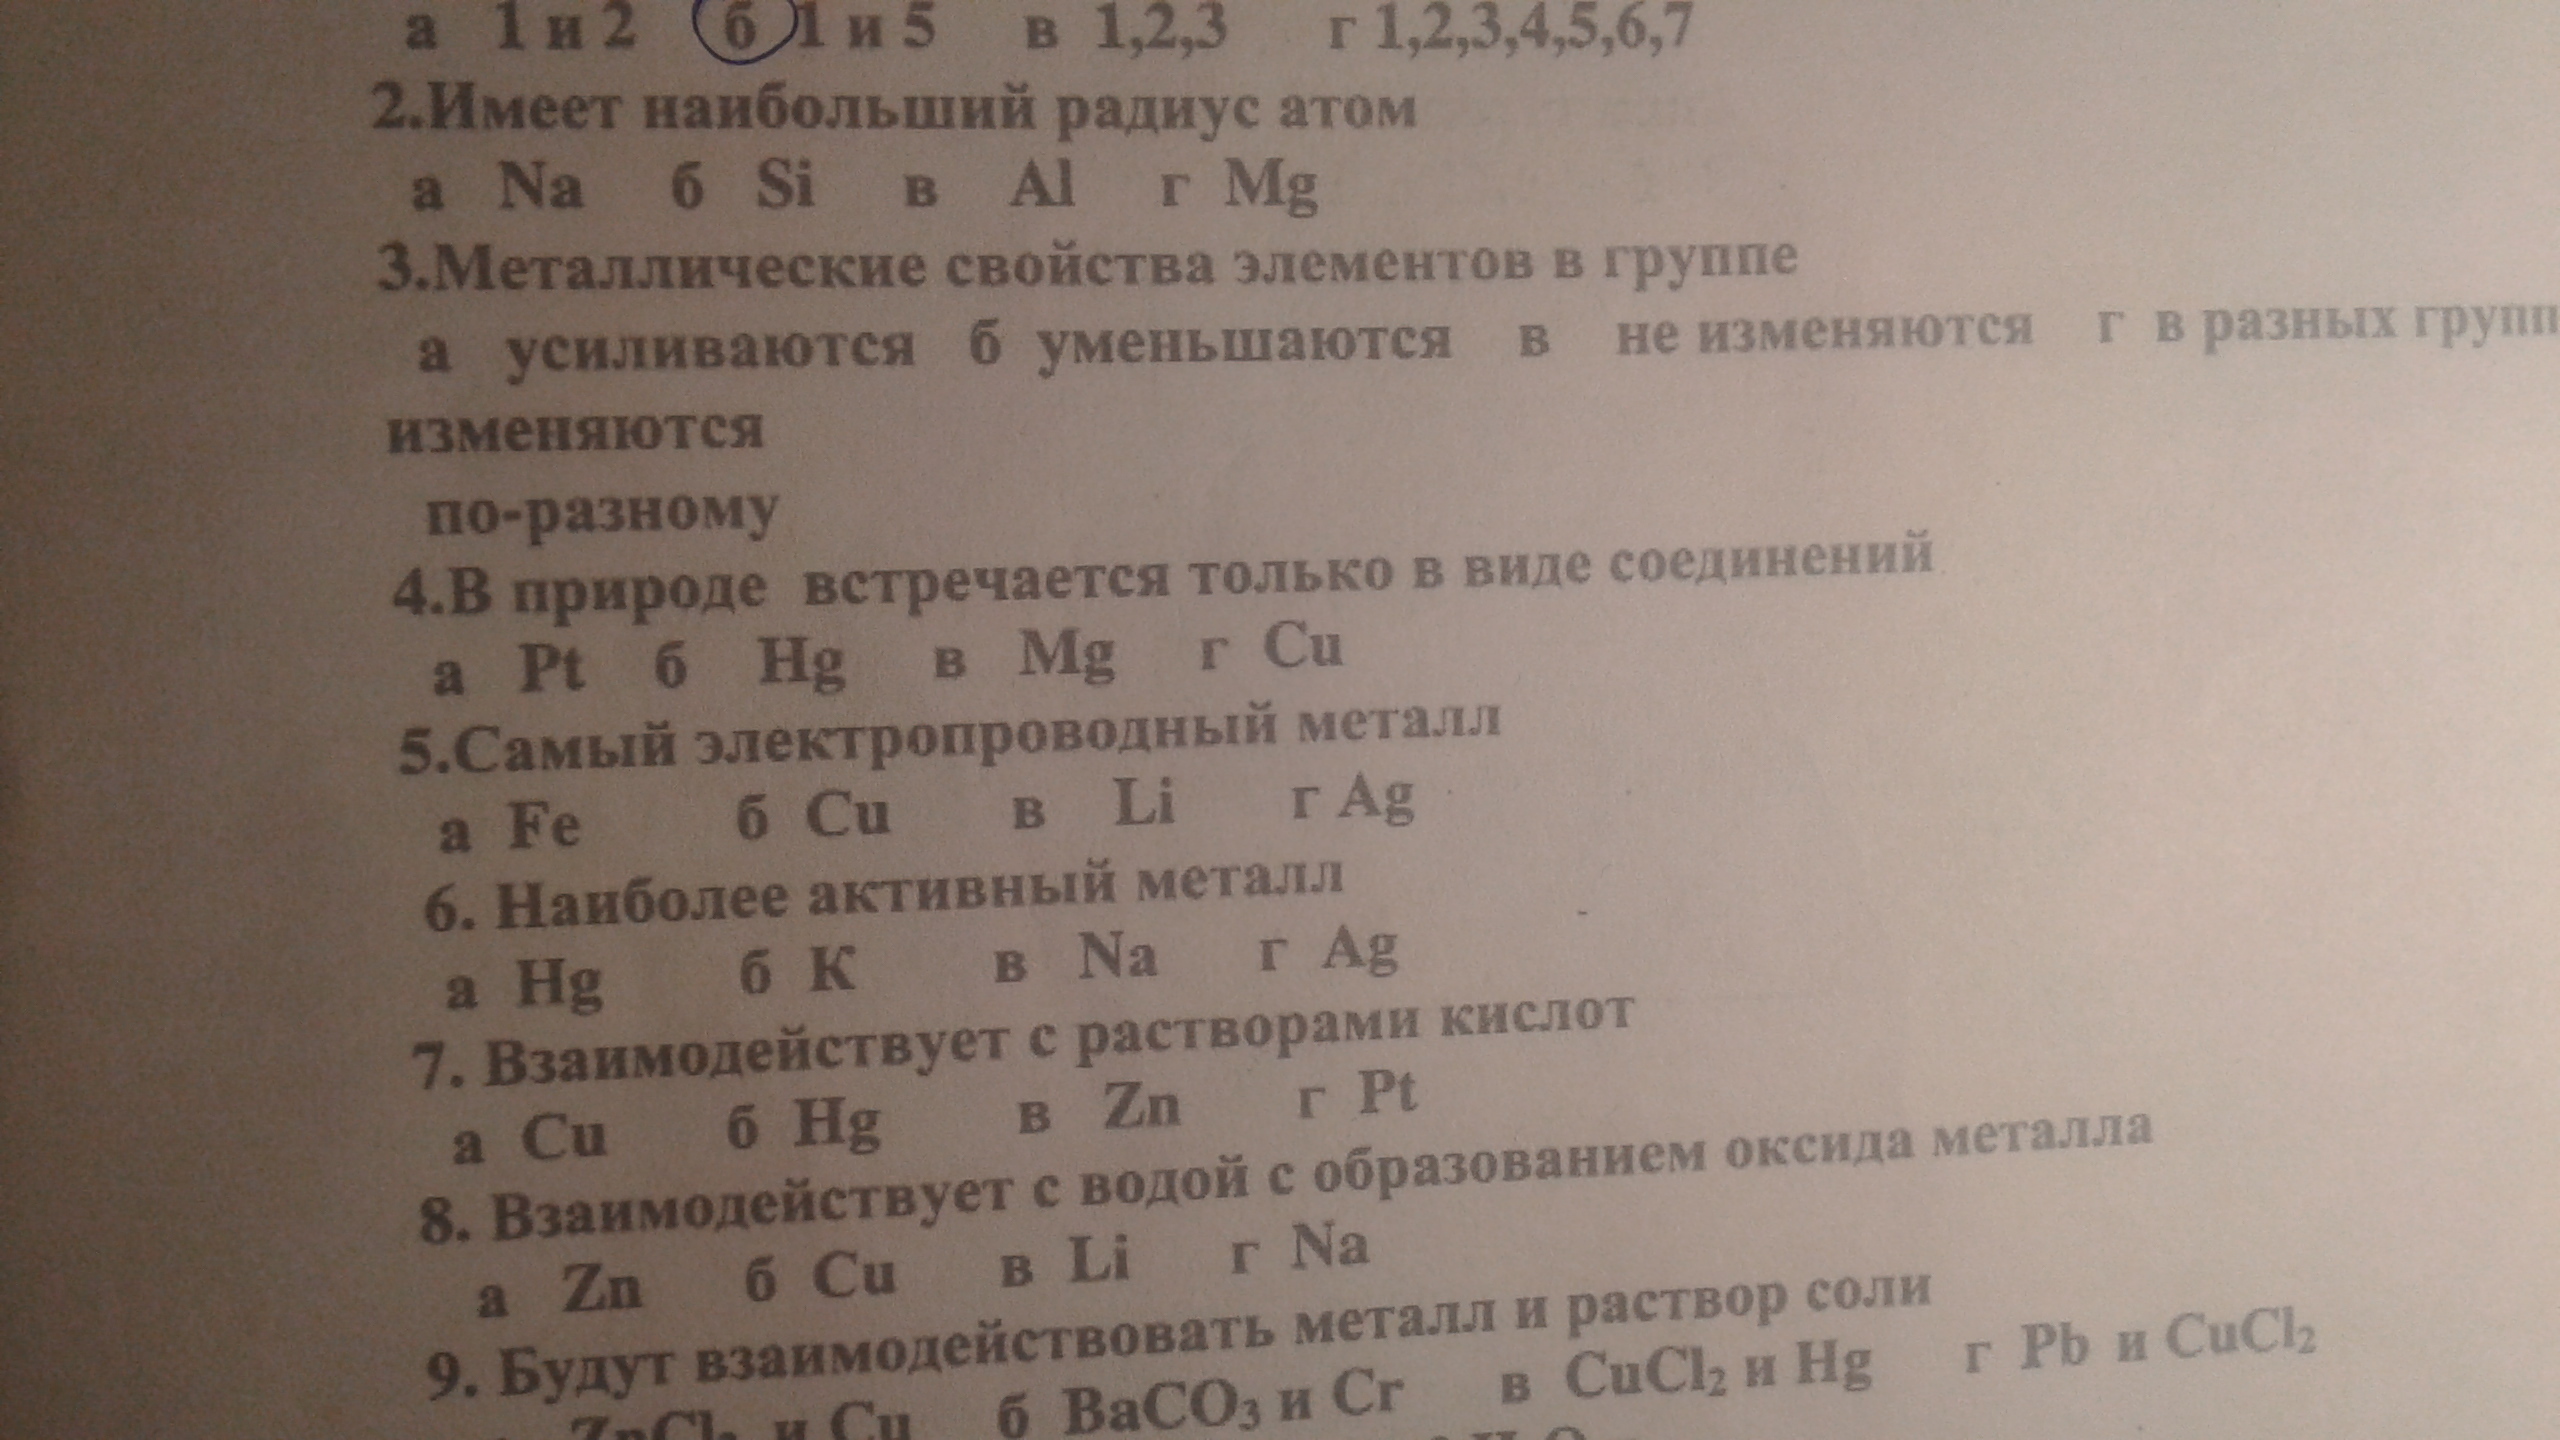 а 1 и 2 б 1 и 5 в 1,2,3 г 1,2,3,4,5,6,7
2.Имеет наибольший радиус атом
а Na б Si в Al г Mg
3.Металлические свойства элементов в группе
а усиливаются б уменьшаются в не изменяются г в разных групп
изменяются
по-разному
4.В природе встречается только в виде соединений
а Pt б Hg в Mg г Cu
5.Самый электропроводный металл
а Fe б Cu в Li г Ag
6. Наиболее активный металл
а Hg б К в Na г Ag
7. Взаимодействует с растворами кислот
а Cu б Hg в Zn г Pt
8. Взаимодействует с водой с образованием оксида металла
а Zn б Cu в Li г Na
9. Будут взаимодействовать металл и раствор соли
ZnCl₂ и Cu б BaCO₃ и Cr в CuCl₂ и Hg г Pb и CuCl₂